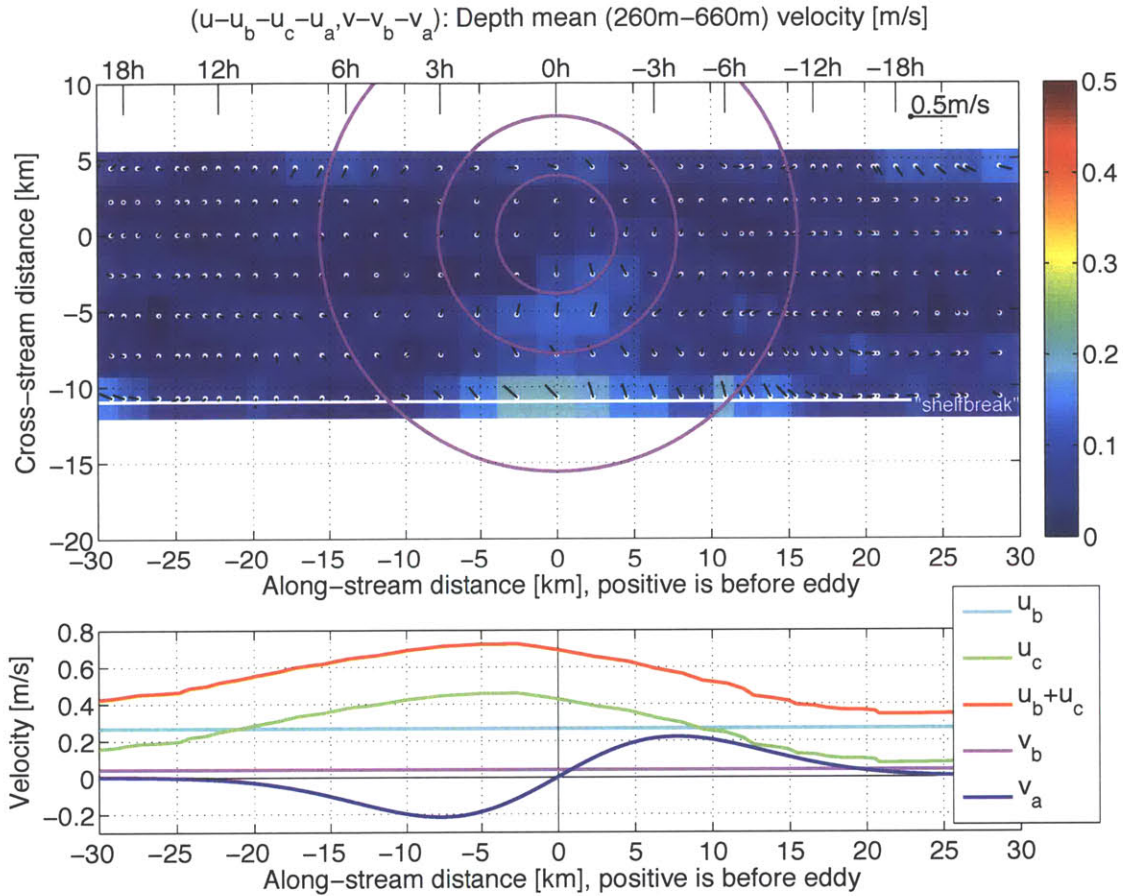 (u−u_b−u_c−u_a,v−v_b−v_a): Depth mean (260m−660m) velocity [m/s]
18h 12h 6h 3h 0h −3h −6h −12h −18h
10 5 0 −5 −10 −15 −20
Cross−stream distance [km]
0.5m/s
"shelfbreak"
0.5 0.4 0.3 0.2 0.1 0
−30 −25 −20 −15 −10 −5 0 5 10 15 20 25 30
Along−stream distance [km], positive is before eddy
0.8 0.6 0.4 0.2 0 −0.2
Velocity [m/s]
u_b
u_c
u_b+u_c
v_b
v_a
−30 −25 −20 −15 −10 −5 0 5 10 15 20 25 30
Along−stream distance [km], positive is before eddy